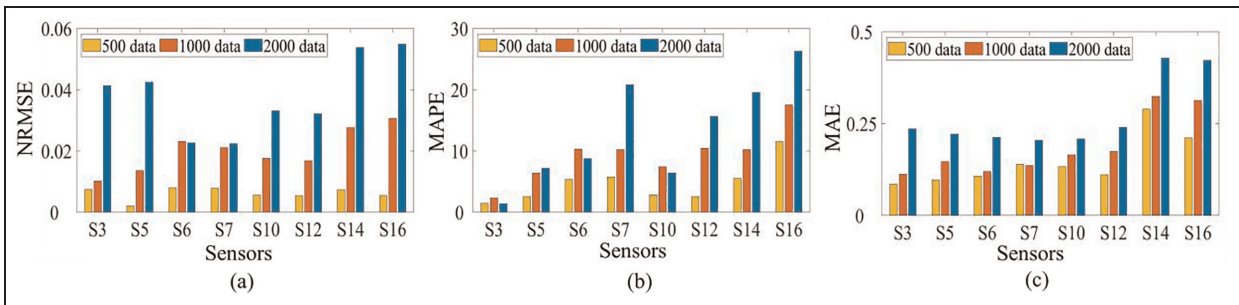 0.06
0.04
0.02
0
NRMSE
500 data 1000 data 2000 data
S3 S5 S6 S7 S10 S12 S14 S16
Sensors
(a)
30
20
10
0
MAPE
500 data 1000 data 2000 data
S3 S5 S6 S7 S10 S12 S14 S16
Sensors
(b)
0.5
0.25
0
MAE
500 data 1000 data 2000 data
S3 S5 S6 S7 S10 S12 S14 S16
Sensors
(c)